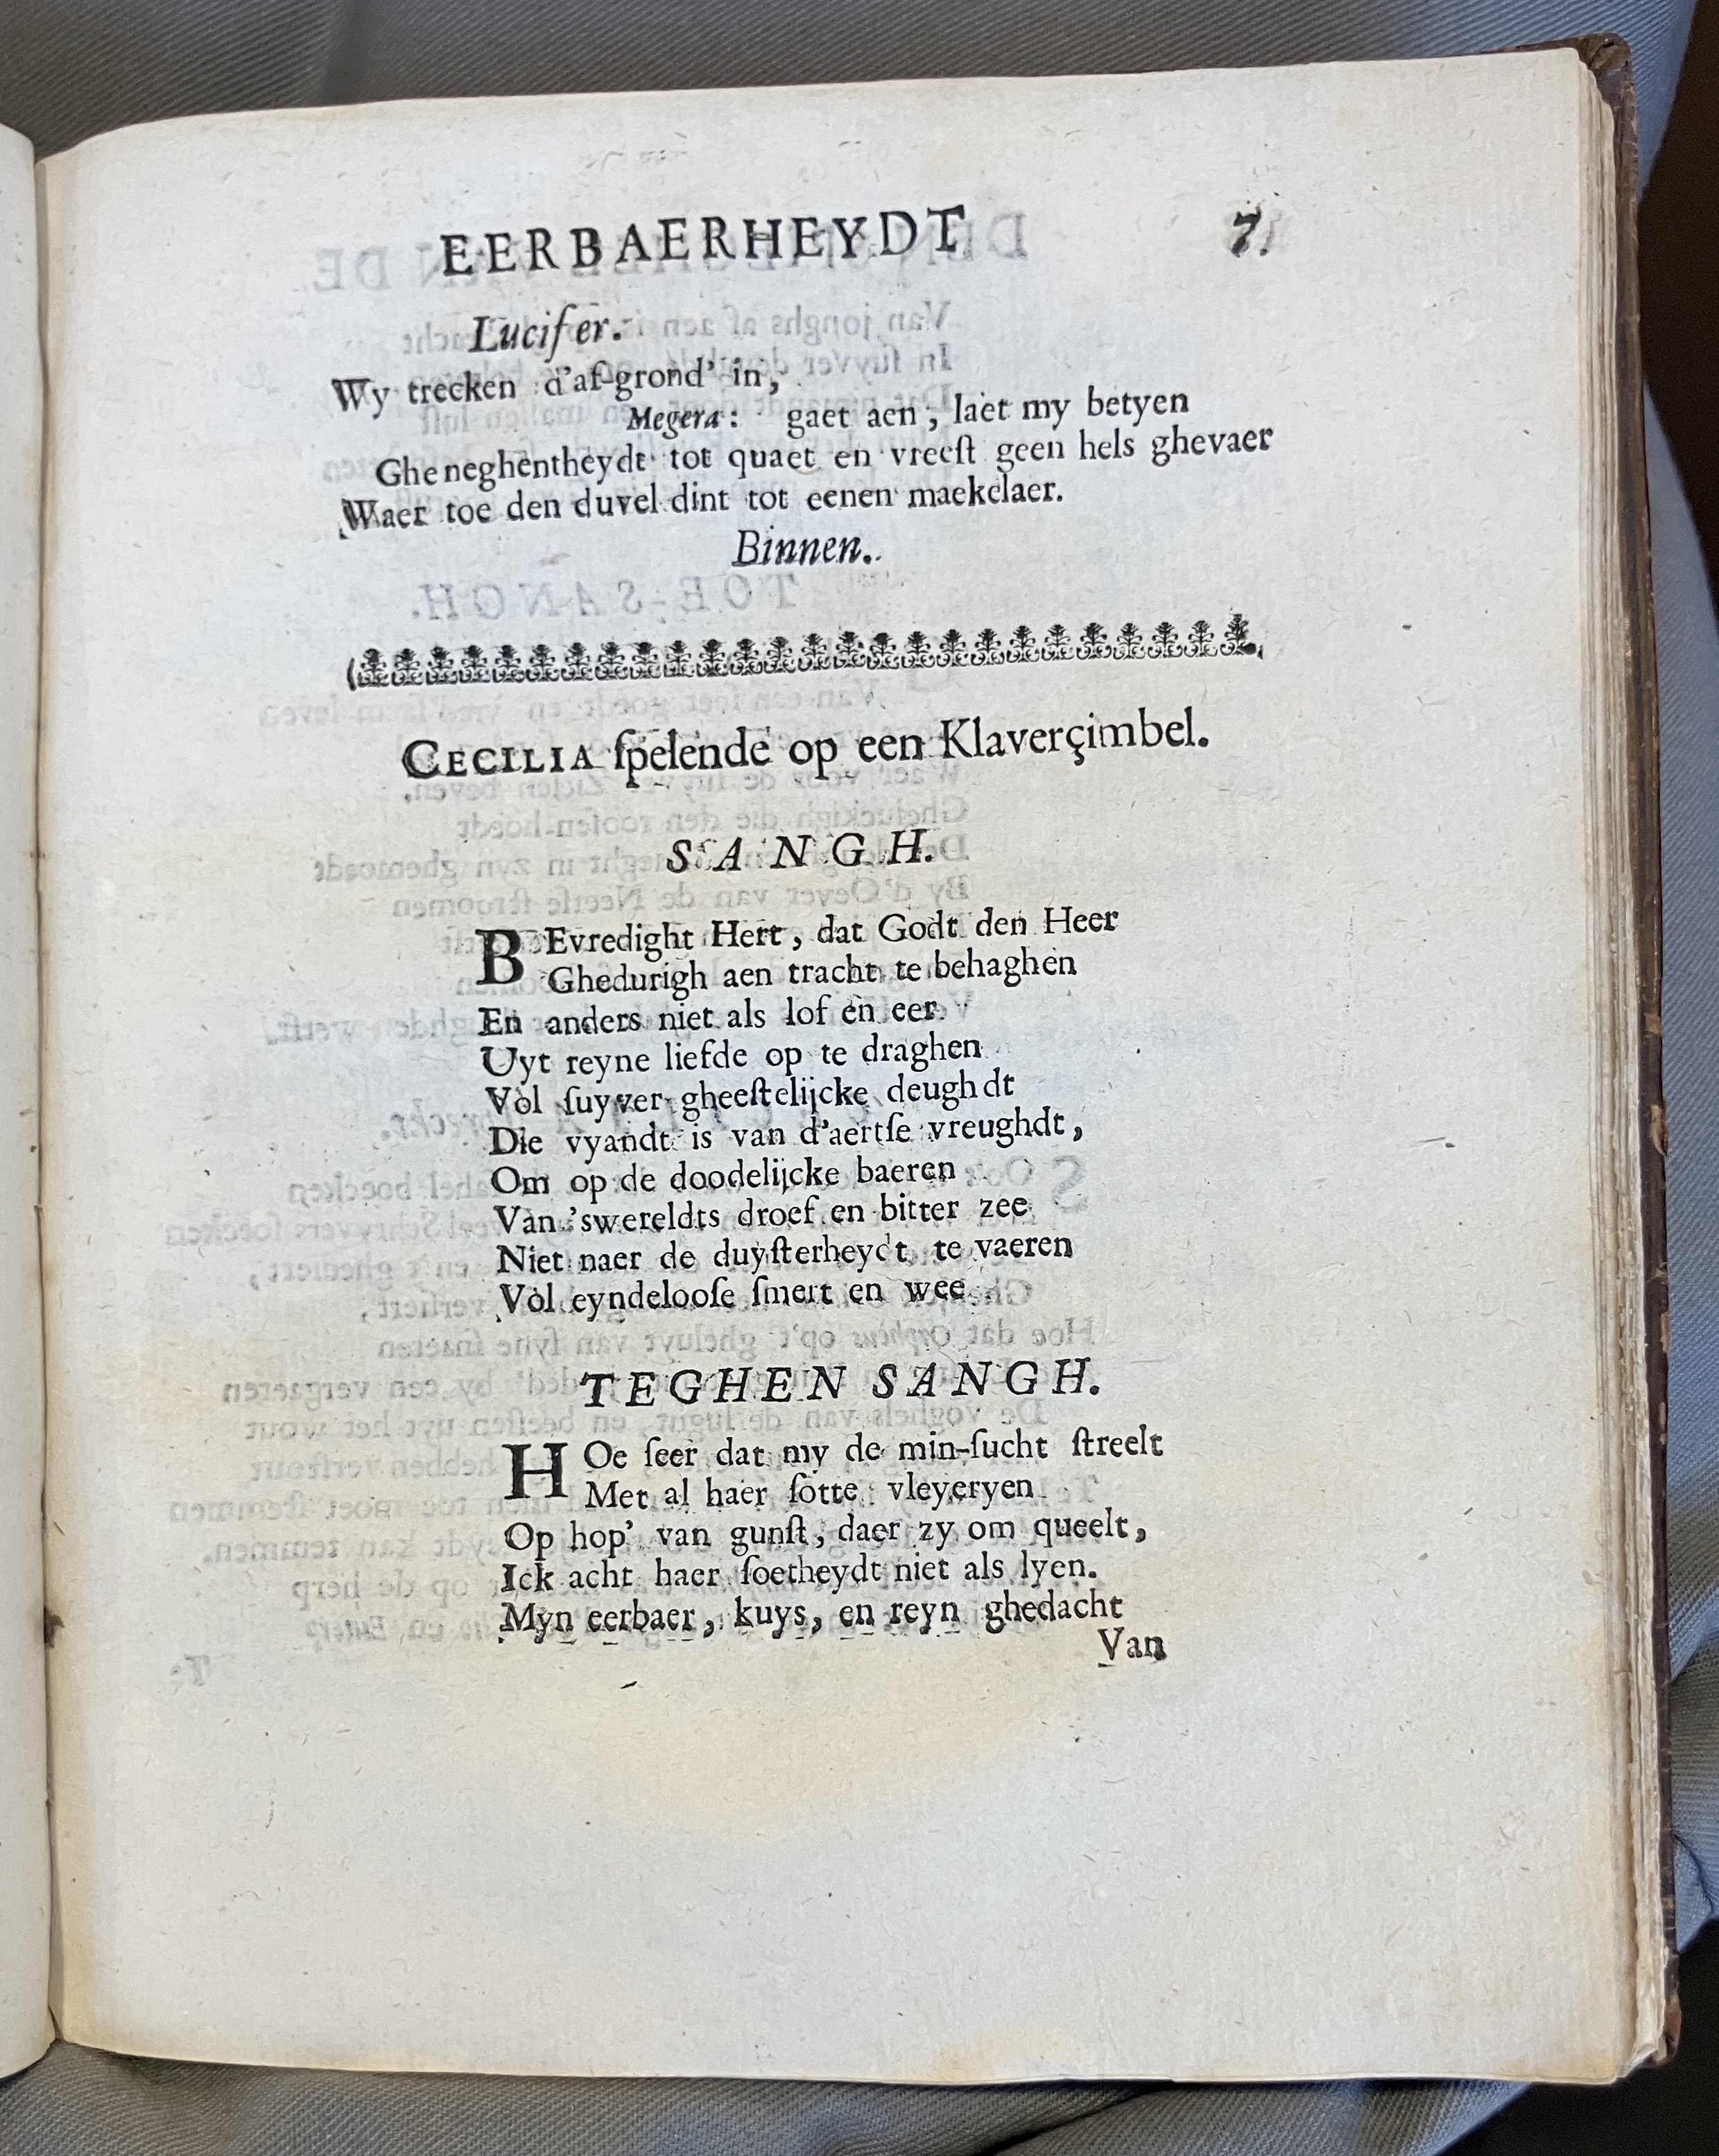 EERBAERHEYDT 7.
Lucifer.
Wy trecken d'af-grond' in,
Megera: gaet aen, laet my betyen
Gheneghentheydt tot quaet en vreeſt geen hels ghevaer
Waer toe den duvel dint tot eenen maekelaer.
Binnen.
CECILIA ſpelende op een Klaverçimbel.
SANGH.
BEvredight Hert, dat Godt den Heer
Ghedurigh aen tracht te behaghen
En anders niet als lof en eer
Uyt reyne liefde op te draghen
Vol ſuyver gheeſtelijcke deughdt
Die vyandt is van d'aertſe vreughdt,
Om op de doodelijcke baeren
Van 'swereldts droef en bitter zee
Niet naer de duyſterheydt te vaeren
Vol eyndelooſe ſmert en wee.
TEGHEN SANGH.
HOe ſeer dat my de min-ſucht ſtreelt
Met al haer ſotte vleyeryen
Op hop' van gunſt, daer zy om queelt,
Ick acht haer ſoetheydt niet als lyen.
Myn eerbaer, kuys, en reyn ghedacht
Van